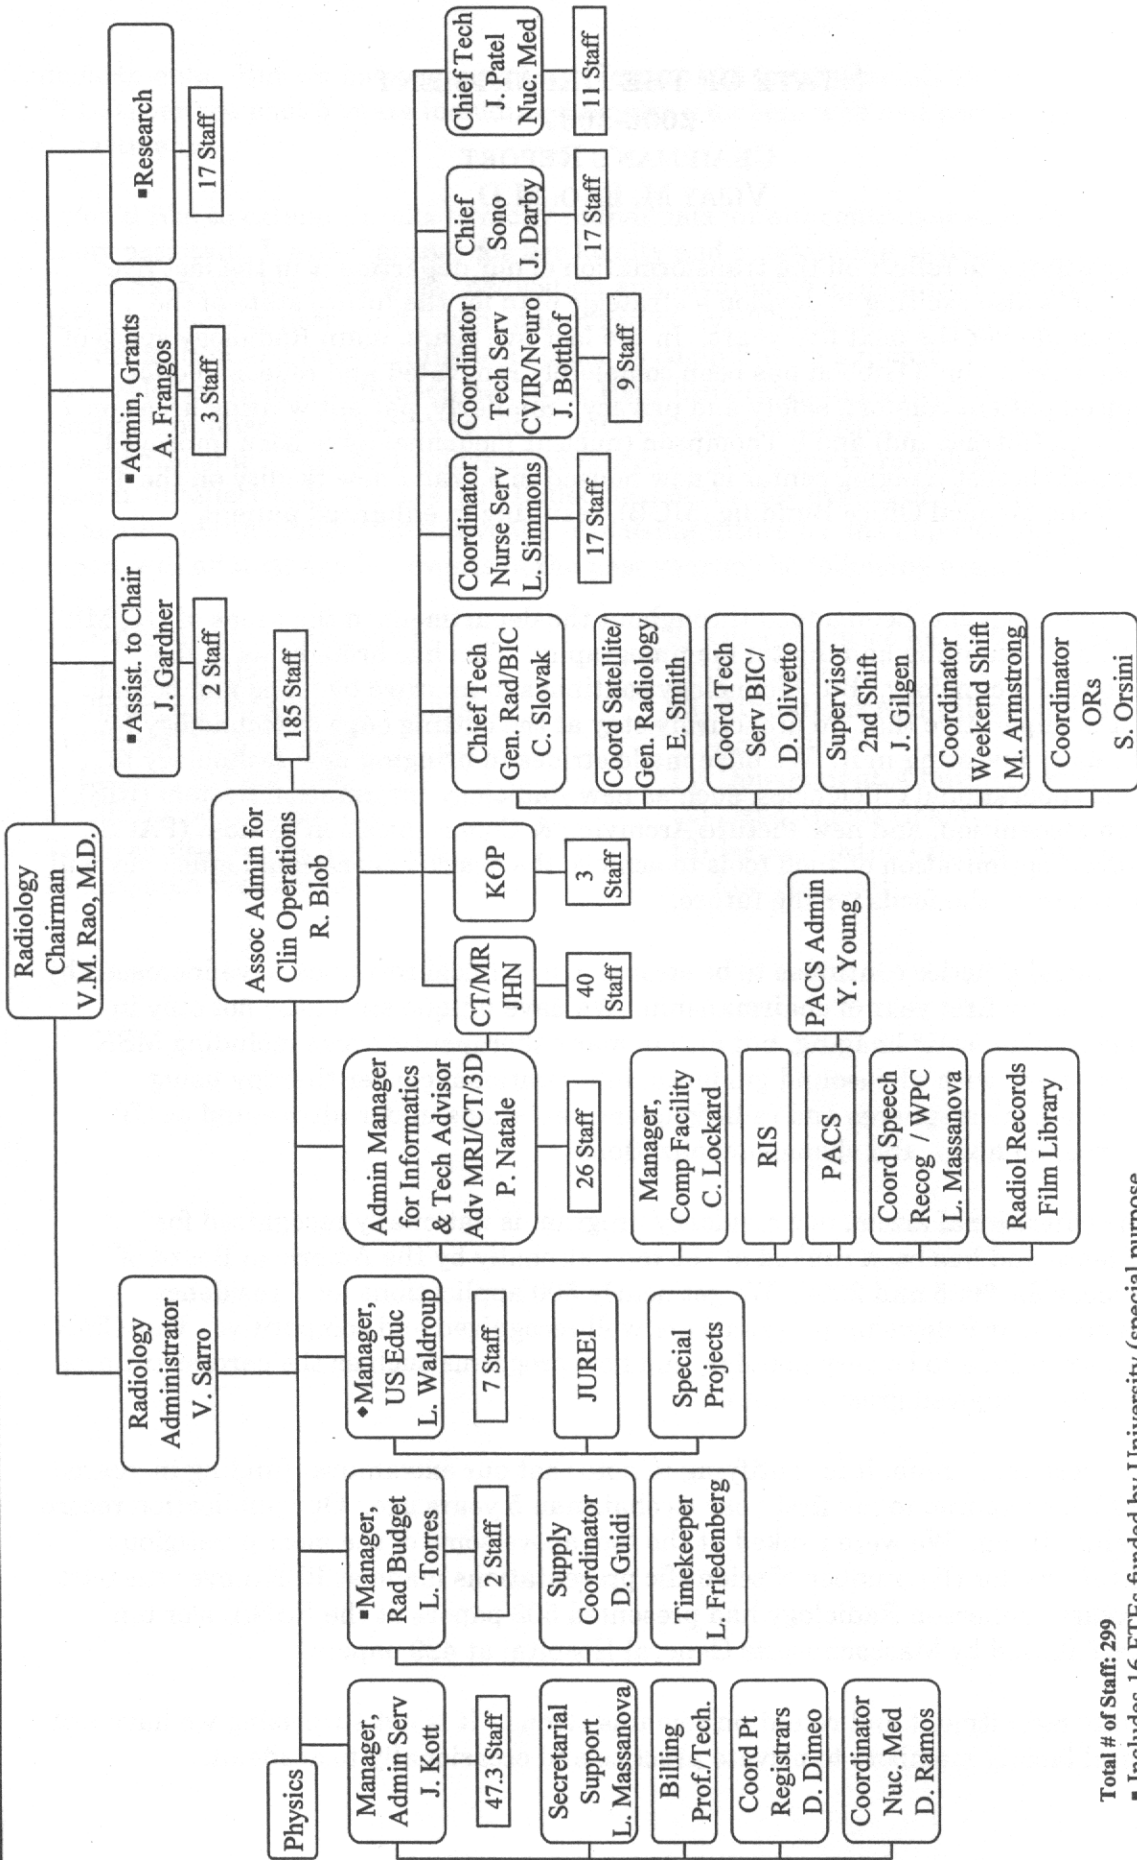 Radiology
Chairman
V.M. Rao, M.D.
Radiology
Administrator
V. Sarro
▪Assist. to Chair
J. Gardner
2 Staff
▪Admin, Grants
A. Frangos
3 Staff
▪Research
17 Staff
Physics
Assoc Admin for
Clin Operations
R. Blob
185 Staff
Manager,
Admin Serv
J. Kott
47.3 Staff
Secretarial
Support
L. Massanova
Billing
Prof./Tech.
Coord Pt
Registrars
D. Dimeo
Coordinator
Nuc. Med
D. Ramos
▪Manager,
Rad Budget
L. Torres
2 Staff
Supply
Coordinator
D. Guidi
Timekeeper
L. Friedenberg
◆Manager,
US Educ
L. Waldroup
7 Staff
JUREI
Special
Projects
Admin Manager
for Informatics
& Tech Advisor
Adv MRI/CT/3D
P. Natale
26 Staff
Manager,
Comp Facility
C. Lockard
RIS
PACS
PACS Admin
Y. Young
Coord Speech
Recog / WPC
L. Massanova
Radiol Records
Film Library
CT/MR
JHN
40
Staff
KOP
3
Staff
Chief Tech
Gen. Rad/BIC
C. Slovak
Coord Satellite/
Gen. Radiology
E. Smith
Coord Tech
Serv BIC/
D. Olivetto
Supervisor
2nd Shift
J. Gilgen
Coordinator
Weekend Shift
M. Armstrong
Coordinator
ORs
S. Orsini
Coordinator
Nurse Serv
L. Simmons
17 Staff
Coordinator
Tech Serv
CVIR/Neuro
J. Botthof
9 Staff
Chief
Sono
J. Darby
17 Staff
Chief Tech
J. Patel
Nuc. Med
11 Staff
Total # of Staff: 299
▪ Includes 16 FTEs funded by University (special purpose